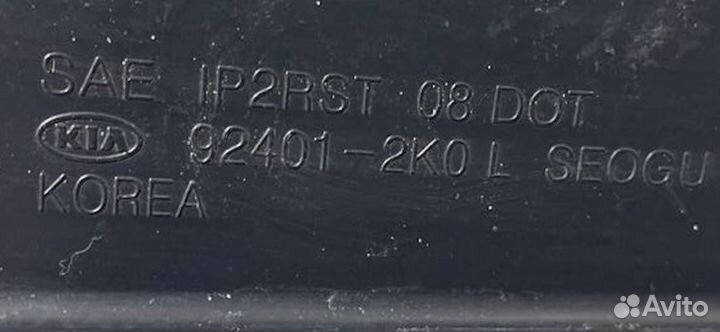 SAE IP2RST 08 DOT
KIA 92401-2K0 L SEOGU
KOREA
Avito